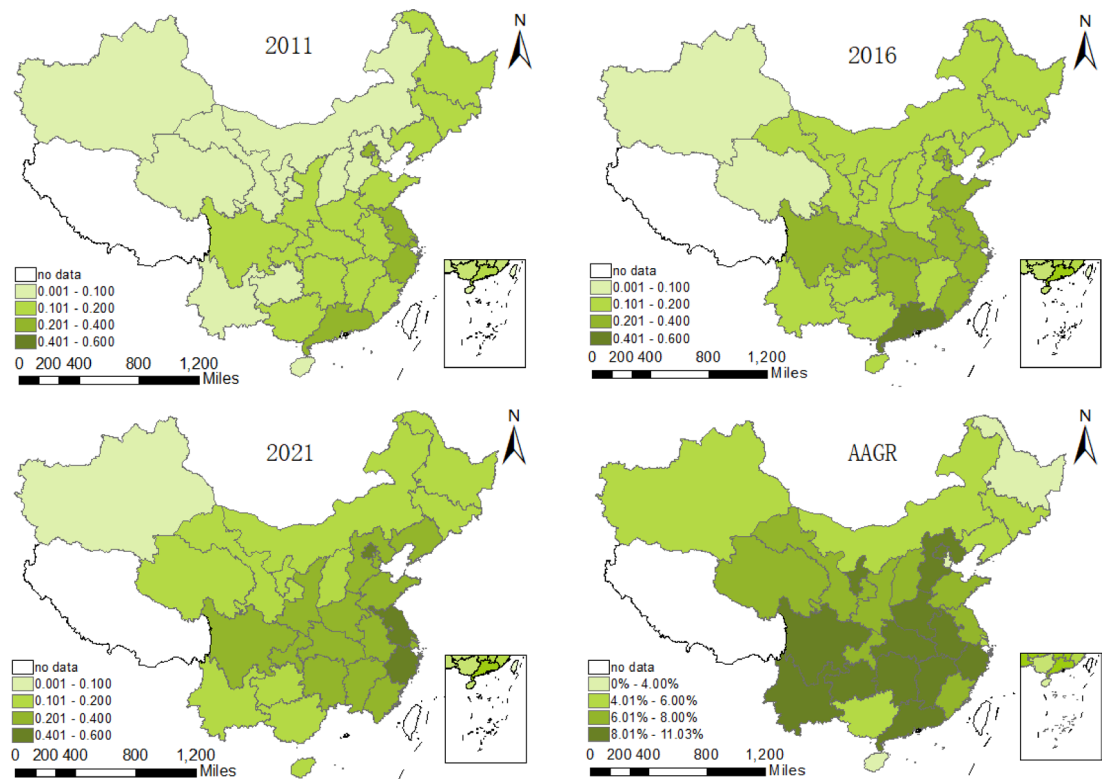 2011
N
no data
0.001 - 0.100
0.101 - 0.200
0.201 - 0.400
0.401 - 0.600
0 200 400 800 1,200
Miles
2016
N
no data
0.001 - 0.100
0.101 - 0.200
0.201 - 0.400
0.401 - 0.600
0 200 400 800 1,200
Miles
2021
N
no data
0.001 - 0.100
0.101 - 0.200
0.201 - 0.400
0.401 - 0.600
0 200 400 800 1,200
Miles
AAGR
N
no data
0% - 4.00%
4.01% - 6.00%
6.01% - 8.00%
8.01% - 11.03%
0 200 400 800 1,200
Miles